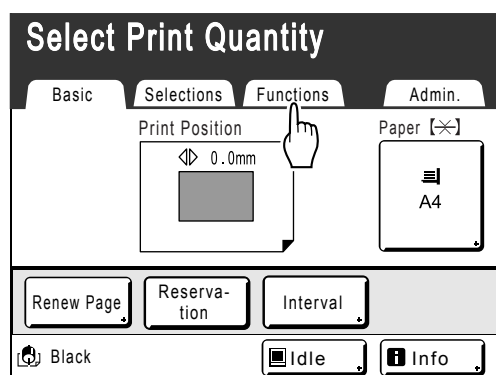 Select Print Quantity
Basic Selections Functions Admin.
Print Position Paper【✳】
0.0mm
A4
Renew Page Reserva-
tion Interval
Black Idle Info